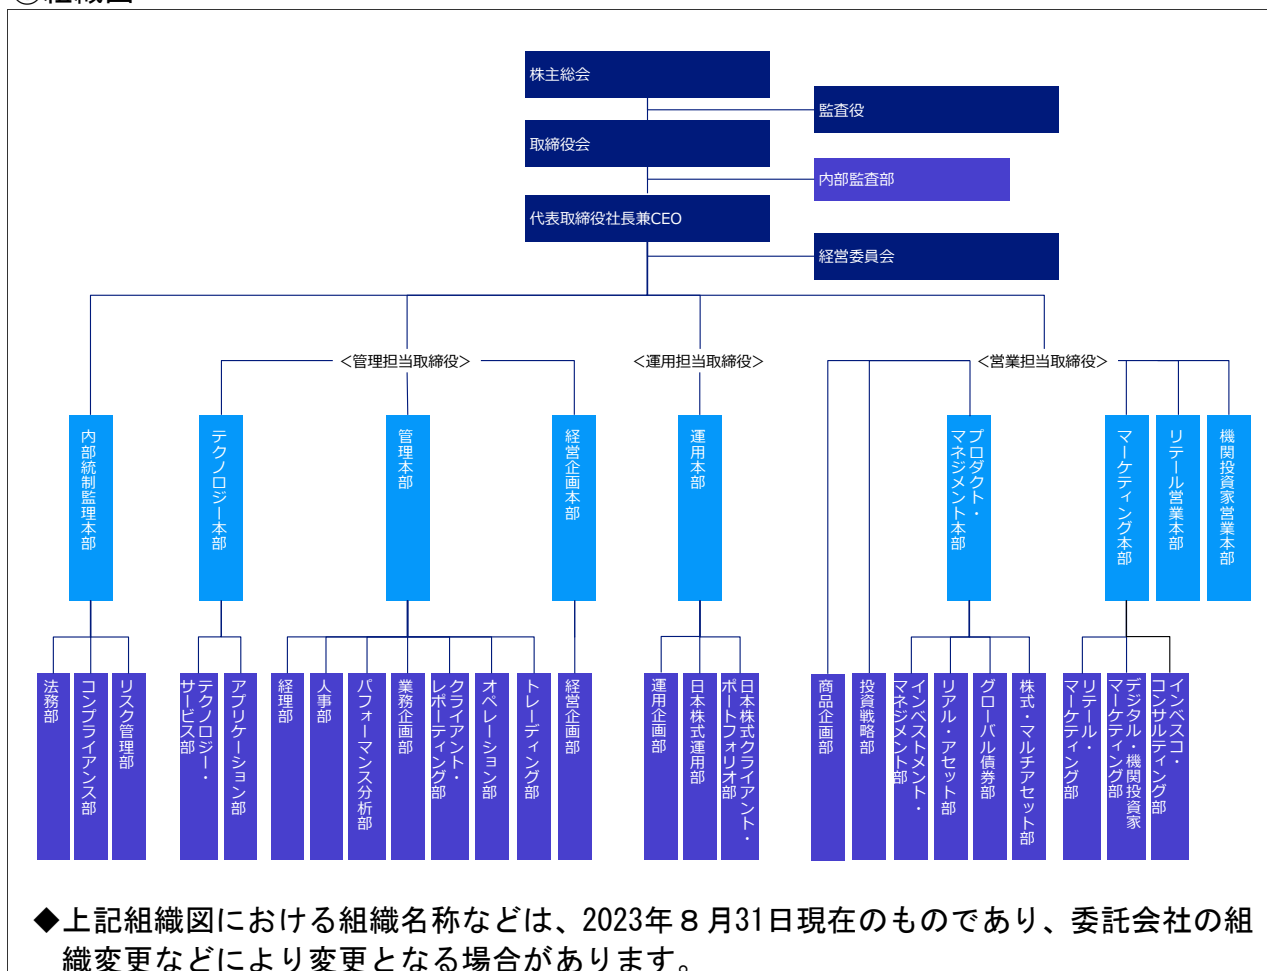 組織図
株主総会
監査役
取締役会
内部監査部
代表取締役社長兼CEO
経営委員会
＜管理担当取締役＞
＜運用担当取締役＞
＜営業担当取締役＞
内部統制監理本部
テクノロジー本部
管理本部
経営企画本部
運用本部
プロダクト・
マネジメント本部
マーケティング本部
リテール営業本部
機関投資家営業本部
法務部
コンプライアンス部
リスク管理部
テクノロジー・
サービス部
アプリケーション部
経理部
人事部
パフォーマンス分析部
業務企画部
クライアント・
レポーティング部
オペレーション部
トレーディング部
経営企画部
運用企画部
日本株式運用部
日本株式クライアント・
ポートフォリオ部
商品企画部
投資戦略部
インベストメント・
マネジメント部
リアル・アセット部
グローバル債券部
株式・マルチアセット部
リテール・
マーケティング部
デジタル・機関投資家
マーケティング部
インベスコ・
コンサルティング部
◆上記組織図における組織名称などは、2023年８月31日現在のものであり、委託会社の組
織変更などにより変更となる場合があります。